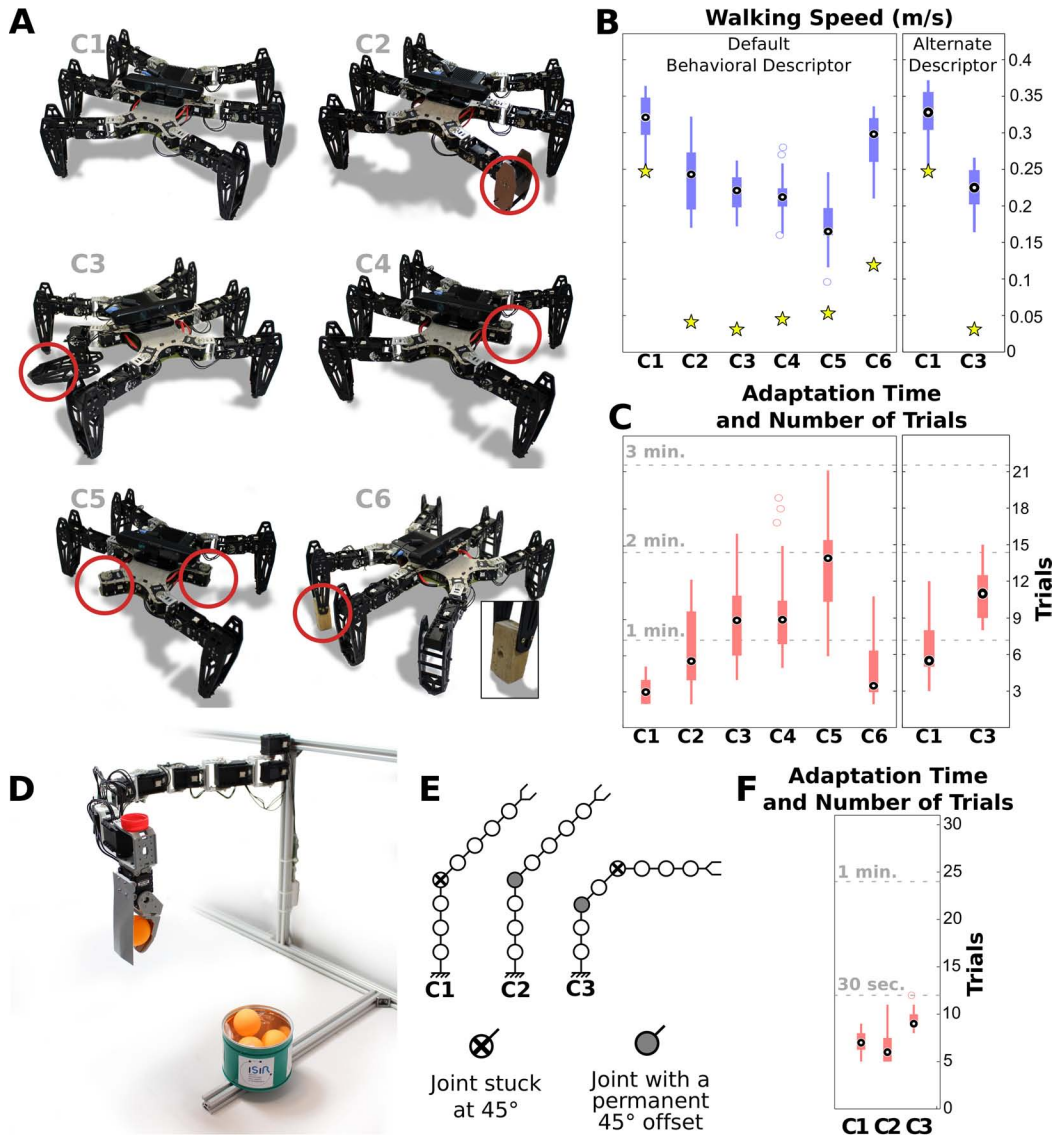 A
C1
C2
C3
C4
C5
C6
B
Walking Speed (m/s)
Default
Behavioral Descriptor
Alternate
Descriptor
0.4
0.35
0.3
0.25
0.2
0.15
0.1
0.05
0
C1 C2 C3 C4 C5 C6 C1 C3
C
Adaptation Time
and Number of Trials
3 min.
2 min.
1 min.
21
18
15
12
9
6
3
Trials
C1 C2 C3 C4 C5 C6 C1 C3
D
ISIR
E
C1 C2 C3
Joint stuck
at 45°
Joint with a
permanent
45° offset
F
Adaptation Time
and Number of Trials
1 min.
30 sec.
30
25
20
15
10
5
0
Trials
C1 C2 C3